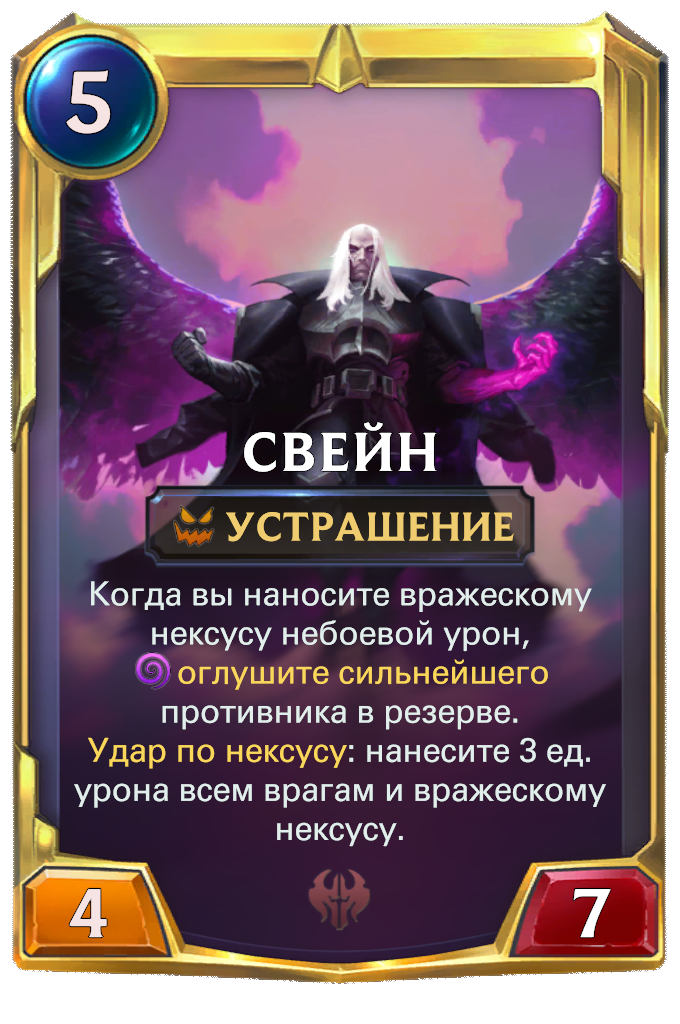 5
СВЕЙН
УСТРАШЕНИЕ
Когда вы наносите вражескому
нексусу небоевой урон,
оглушите сильнейшего
противника в резерве.
Удар по нексусу: нанесите 3 ед.
урона всем врагам и вражескому
нексусу.
4 7